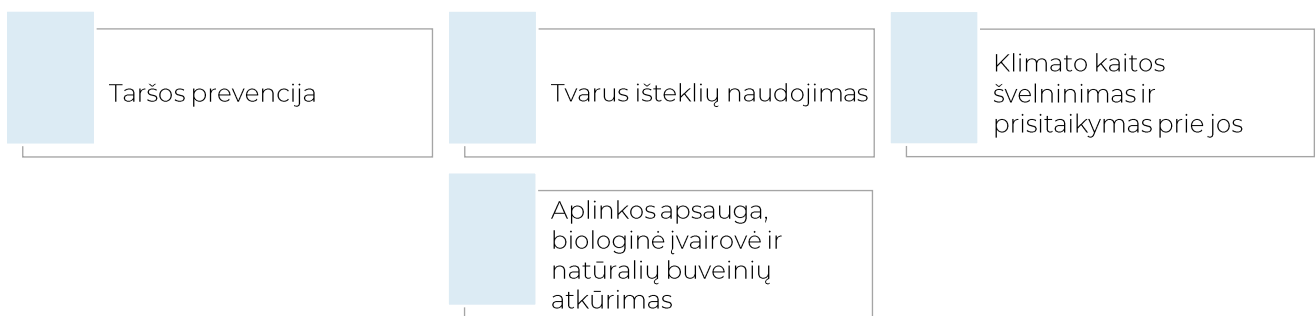 Taršos prevencija
Tvarus išteklių naudojimas
Klimato kaitos
švelninimas ir
prisitaikymas prie jos
Aplinkos apsauga,
biologinė įvairovė ir
natūralių buveinių
atkūrimas